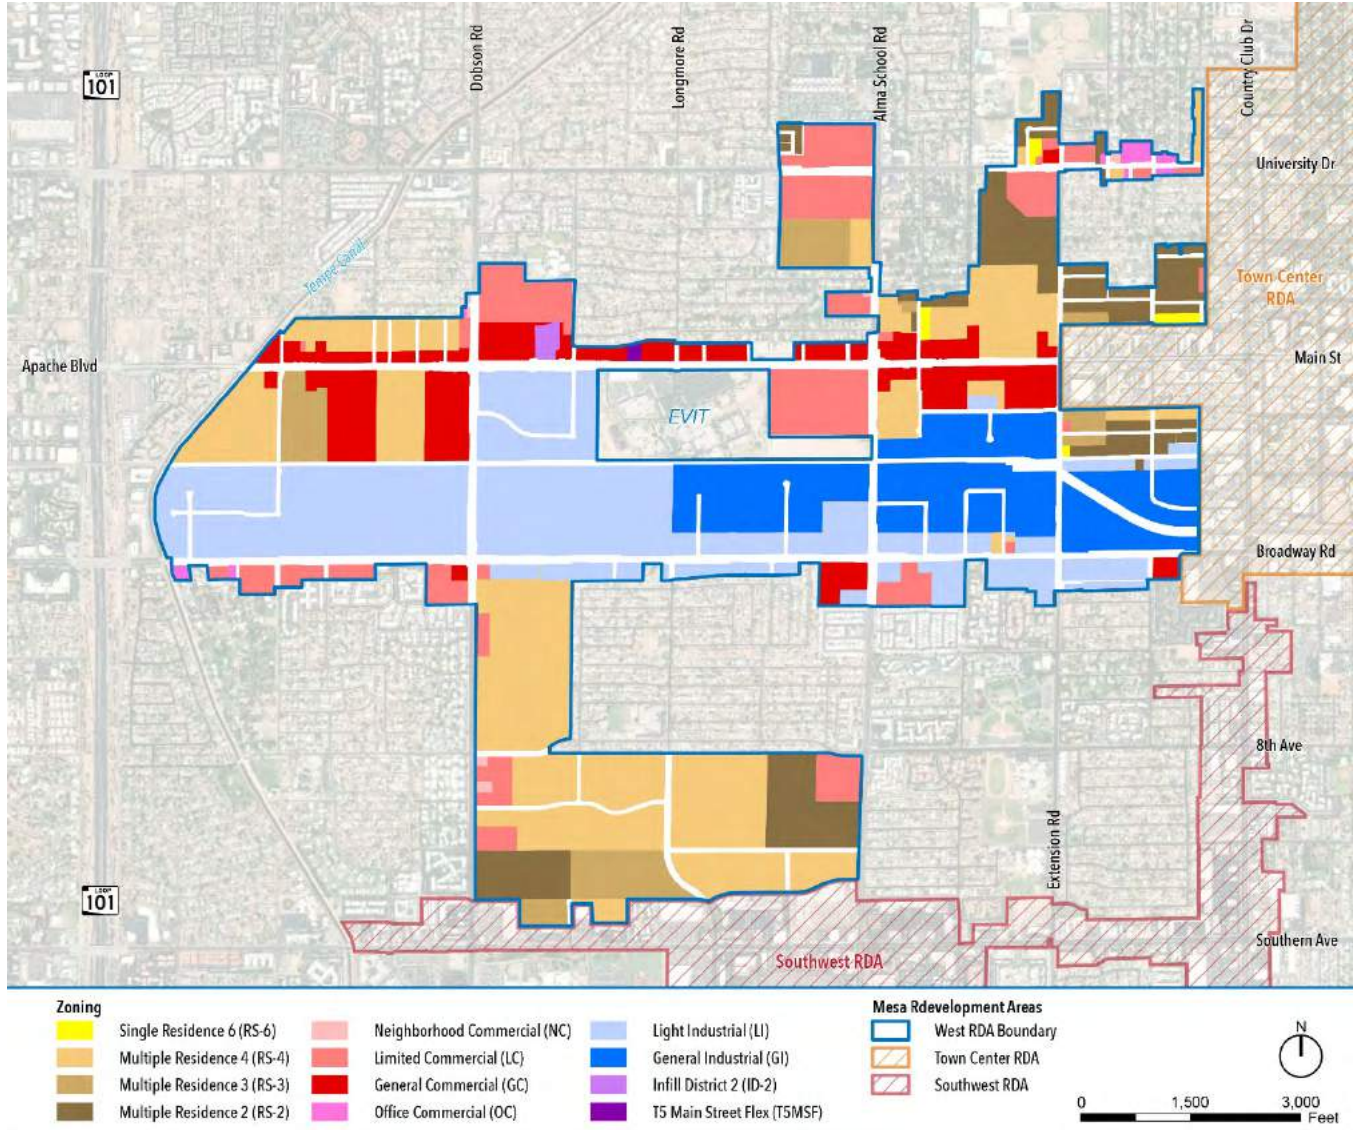 Dobson Rd
Longmore Rd
Alma School Rd
Country Club Dr
LOOP
101
University Dr
Tempe Canal
Town Center
RDA
Apache Blvd
Main St
EVIT
Broadway Rd
8th Ave
Extension Rd
LOOP
101
Southern Ave
Southwest RDA
Zoning
Single Residence 6 (RS-6)
Multiple Residence 4 (RS-4)
Multiple Residence 3 (RS-3)
Multiple Residence 2 (RS-2)
Neighborhood Commercial (NC)
Limited Commercial (LC)
General Commercial (GC)
Office Commercial (OC)
Light Industrial (LI)
General Industrial (GI)
Infill District 2 (ID-2)
T5 Main Street Flex (T5MSF)
Mesa Rdevelopment Areas
West RDA Boundary
Town Center RDA
Southwest RDA
N
0 1,500 3,000
Feet